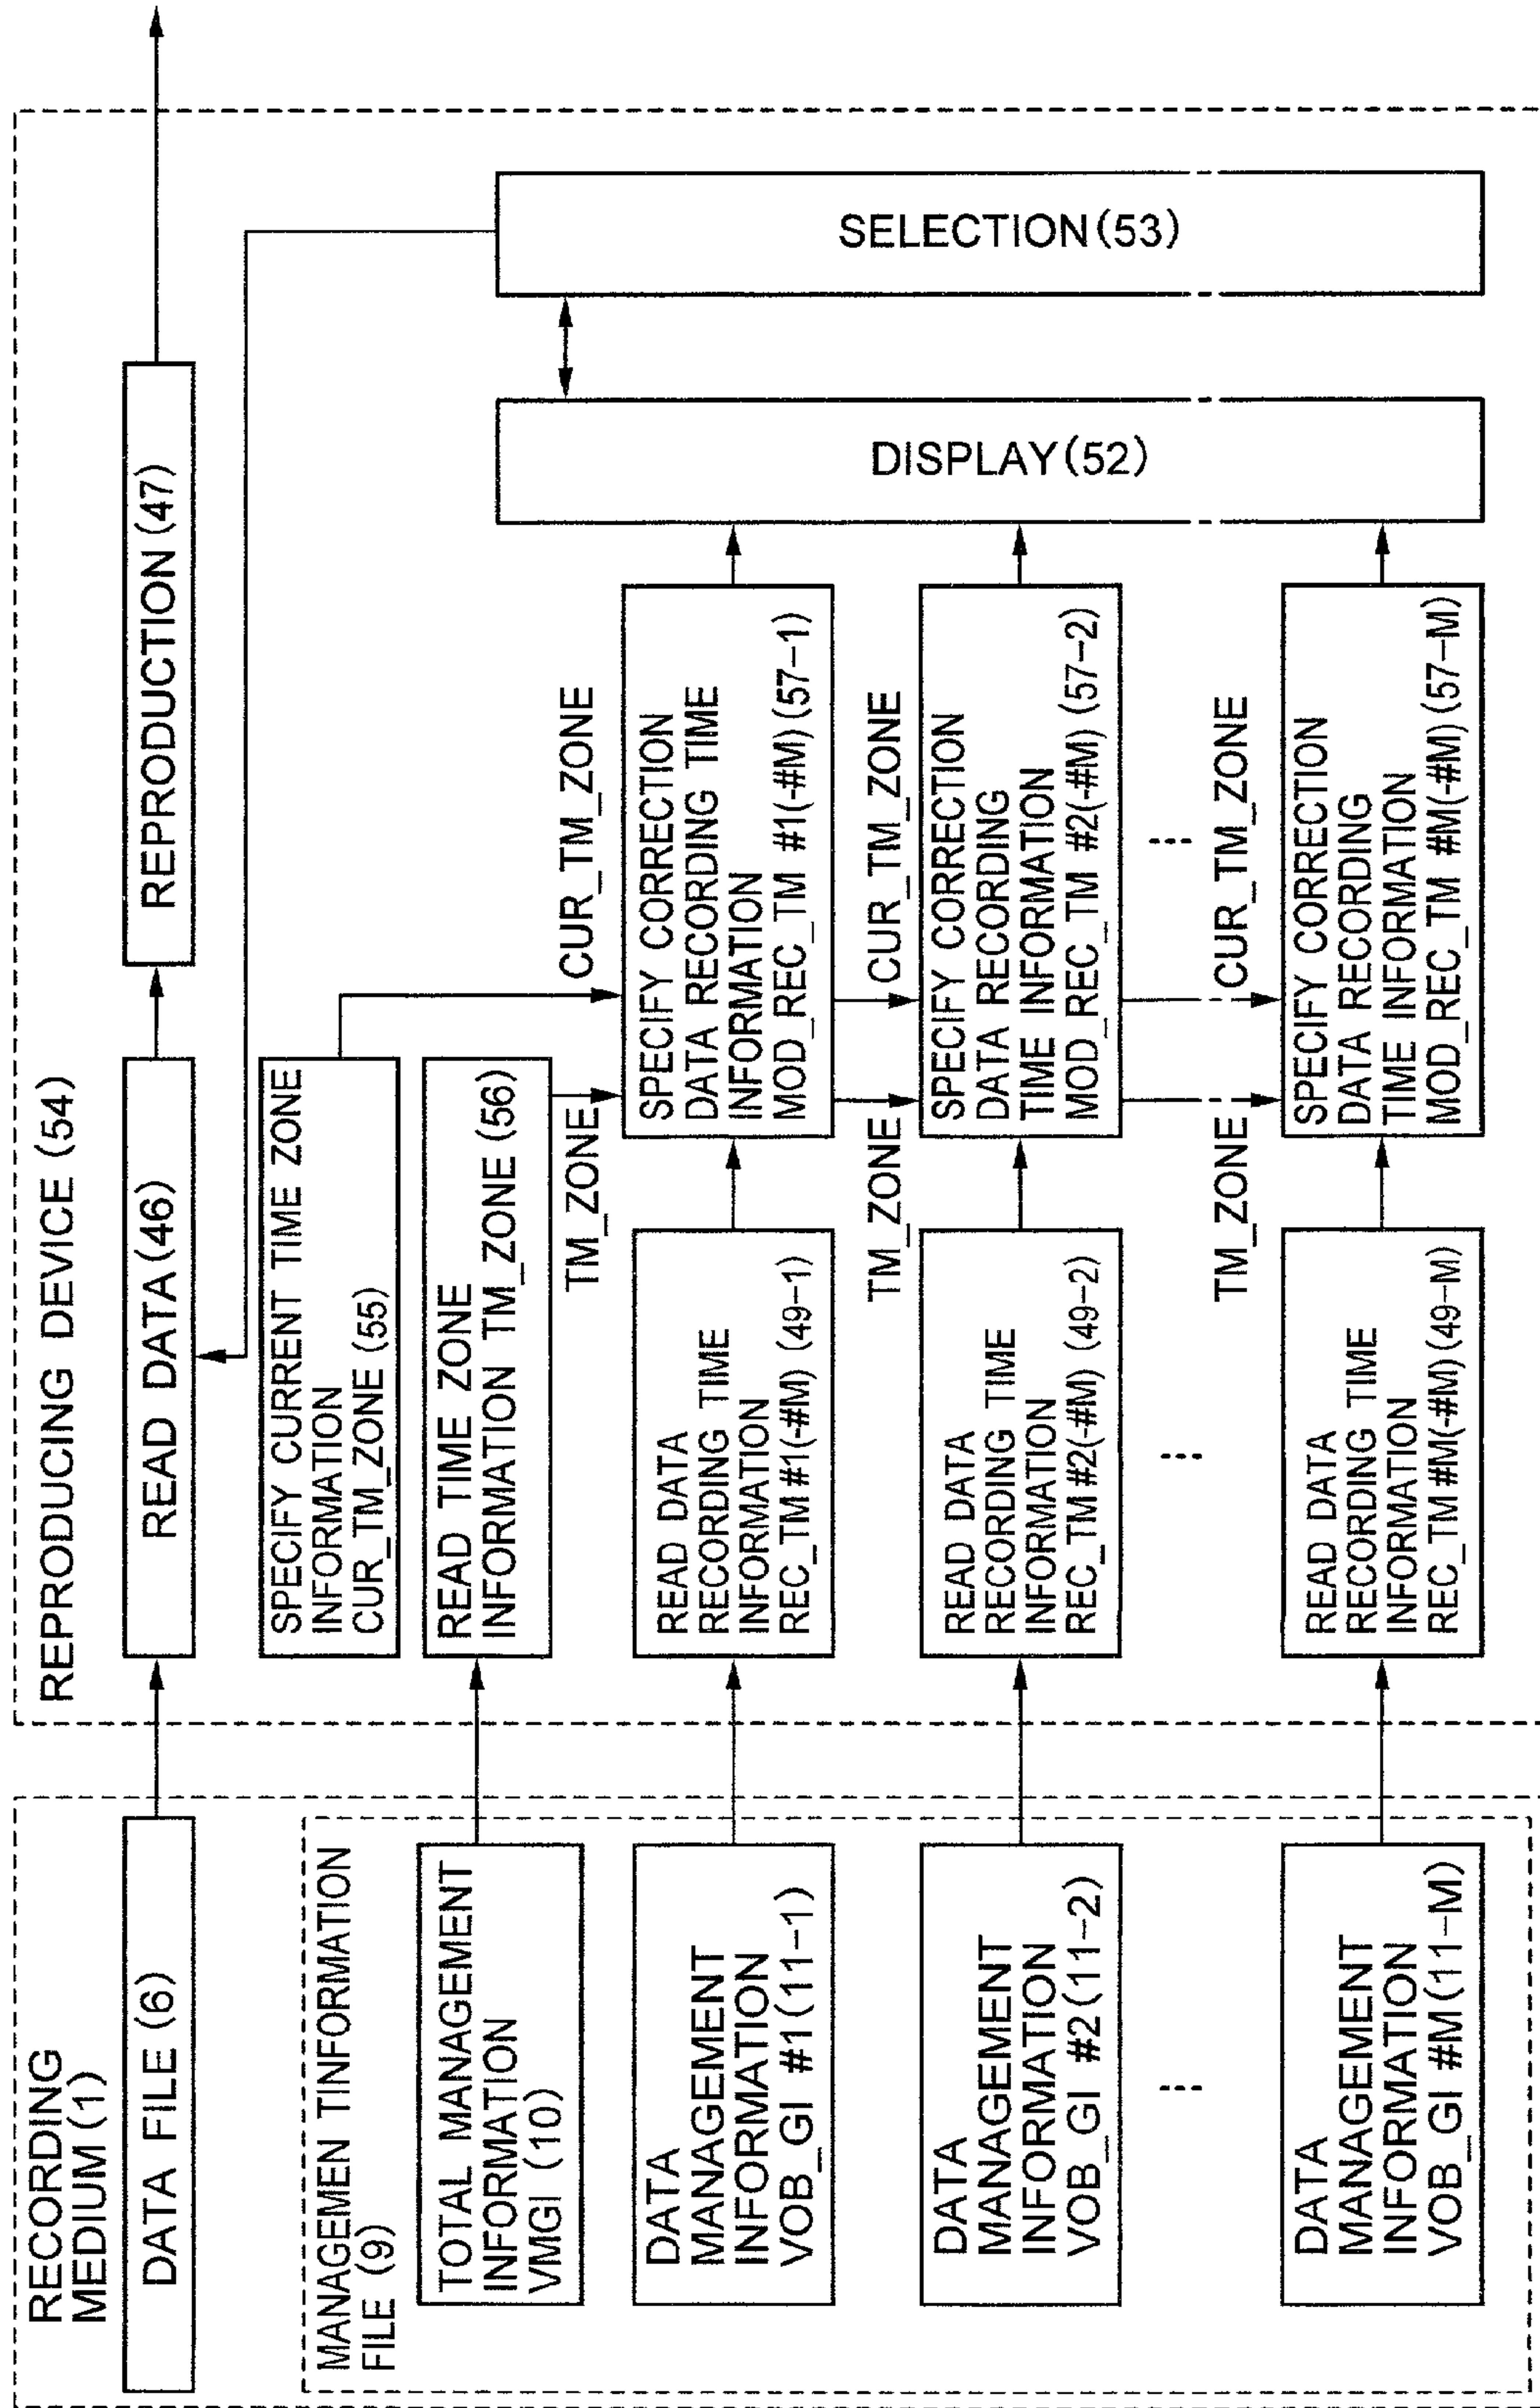 RECORDING
MEDIUM(1)
DATA FILE (6)
MANAGEMEN TINFORMATION
FILE (9)
TOTAL MANAGEMENT
INFORMATION
VMGI (10)
DATA
MANAGEMENT
INFORMATION
VOB_GI #1(11-1)
DATA
MANAGEMENT
INFORMATION
VOB_GI #2(11-2)
...
DATA
MANAGEMENT
INFORMATION
VOB_GI #M(11-M)
REPRODUCING DEVICE (54)
READ DATA(46)
REPRODUCTION(47)
SPECIFY CURRENT TIME ZONE
INFORMATION
CUR_TM_ZONE (55)
READ TIME ZONE
INFORMATION TM_ZONE (56)
TM_ZONE
CUR_TM_ZONE
READ DATA
RECORDING TIME
INFORMATION
REC_TM #1(-#M) (49-1)
SPECIFY CORRECTION
DATA RECORDING TIME
INFORMATION
MOD_REC_TM #1(-#M)(57-1)
TM_ZONE
CUR_TM_ZONE
READ DATA
RECORDING TIME
INFORMATION
REC_TM #2(-#M) (49-2)
SPECIFY CORRECTION
DATA RECORDING
TIME INFORMATION
MOD_REC_TM #2(-#M)(57-2)
...
...
TM_ZONE
CUR_TM_ZONE
READ DATA
RECORDING TIME
INFORMATION
REC_TM #M(-#M)(49-M)
SPECIFY CORRECTION
DATA RECORDING
TIME INFORMATION
MOD_REC_TM #M(-#M)(57-M)
DISPLAY(52)
SELECTION(53)